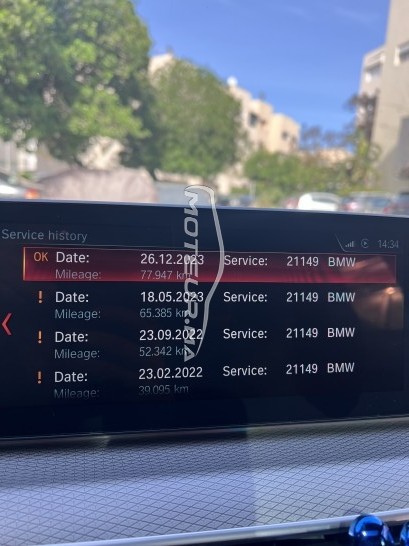 Service history
14:34
OK Date: 26.12.2023 Service: 21149 BMW
Mileage: 77.947 km
! Date: 18.05.2023 Service: 21149 BMW
Mileage: 65.385 km
! Date: 23.09.2022 Service: 21149 BMW
Mileage: 52.342 km
! Date: 23.02.2022 Service: 21149 BMW
Mileage: 39.095 km
MOTEUR.MA